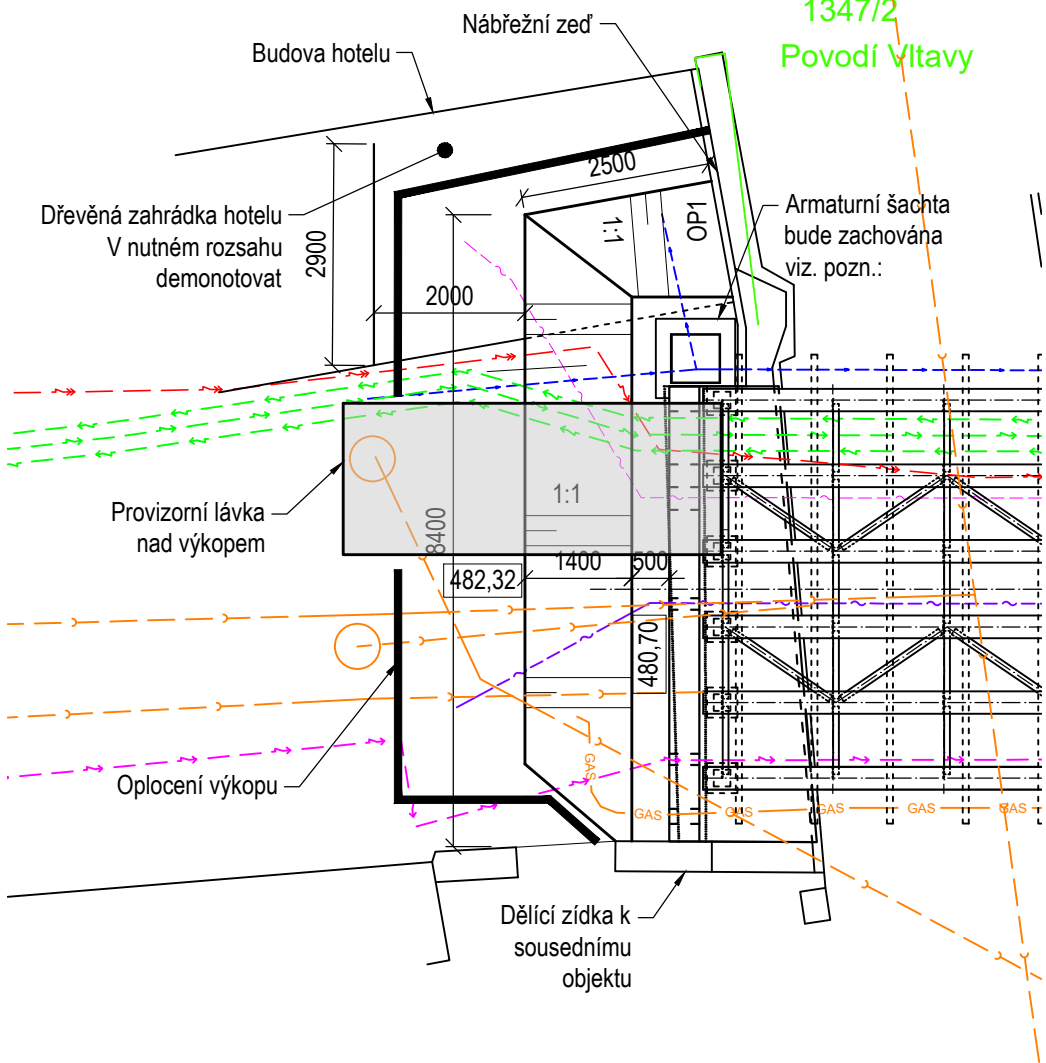 1347/2
Povodí Vltavy
Nábřežní zeď
Budova hotelu
2500
Dřevěná zahrádka hotelu
V nutném rozsahu
demonotovat
2900
2000
1:1
OP1
Armaturní šachta
bude zachována
viz. pozn.:
Provizorní lávka
nad výkopem
1:1
8400
1400
500
482,32
480,70
Oplocení výkopu
GAS
GAS
GAS
GAS
GAS
GAS
Dělící zídka k
sousednímu
objektu